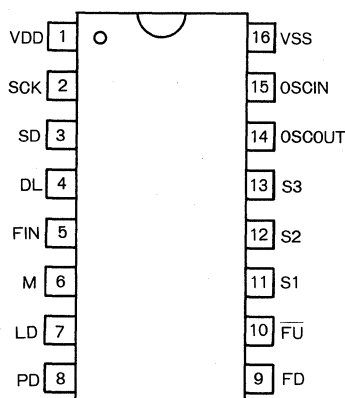 VDD 1 16 VSS
SCK 2 15 OSCIN
SD 3 14 OSCOUT
DL 4 13 S3
FIN 5 12 S2
M 6 11 S1
LD 7 10 F̅U̅
PD 8 9 FD